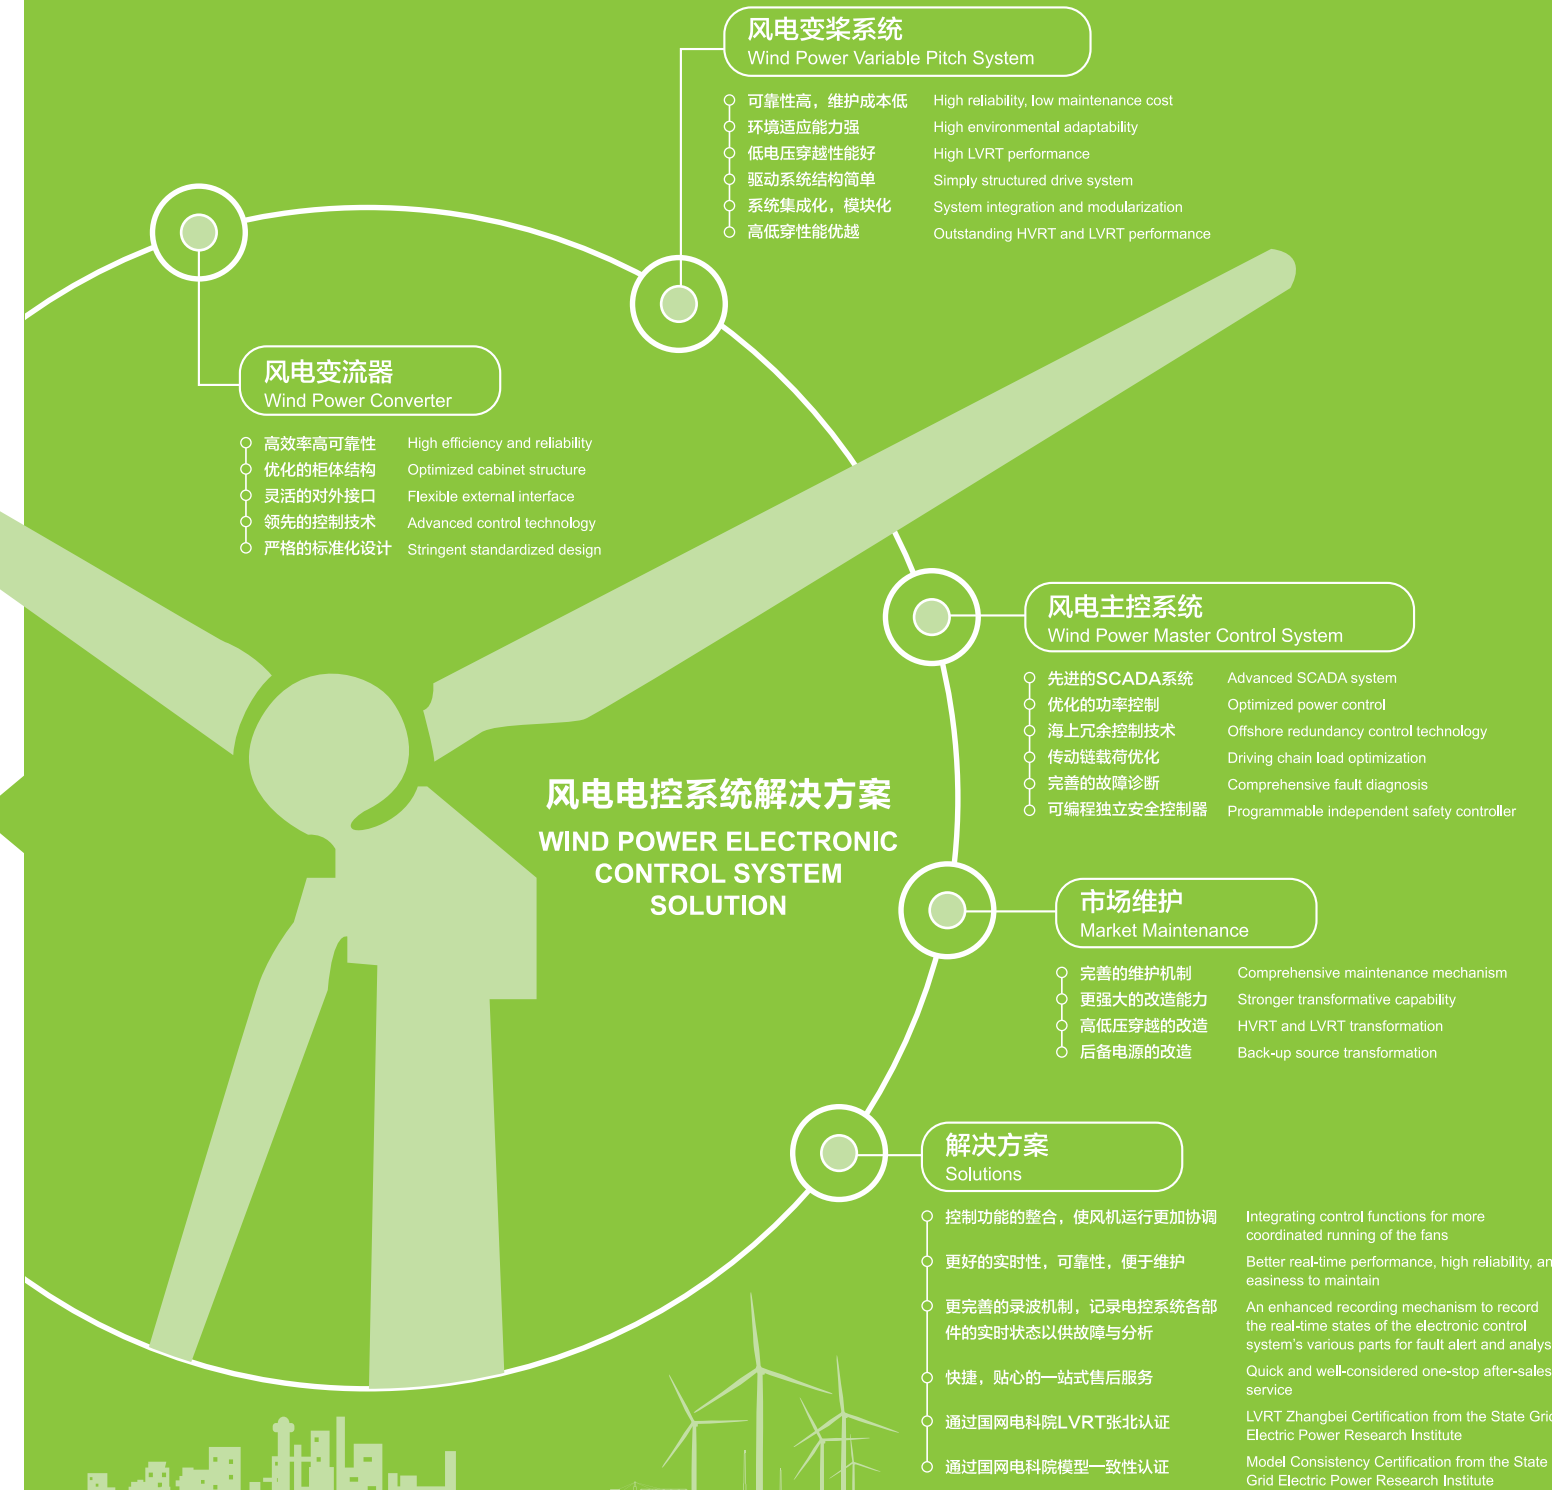 风电变桨系统
Wind Power Variable Pitch System
可靠性高，维护成本低 High reliability, low maintenance cost
环境适应能力强 High environmental adaptability
低电压穿越性能好 High LVRT performance
驱动系统结构简单 Simply structured drive system
系统集成化，模块化 System integration and modularization
高低穿性能优越 Outstanding HVRT and LVRT performance
风电变流器
Wind Power Converter
高效率高可靠性 High efficiency and reliability
优化的柜体结构 Optimized cabinet structure
灵活的对外接口 Flexible external interface
领先的控制技术 Advanced control technology
严格的标准化设计 Stringent standardized design
风电主控系统
Wind Power Master Control System
先进的SCADA系统 Advanced SCADA system
优化的功率控制 Optimized power control
海上冗余控制技术 Offshore redundancy control technology
传动链载荷优化 Driving chain load optimization
完善的故障诊断 Comprehensive fault diagnosis
可编程独立安全控制器 Programmable independent safety controller
风电电控系统解决方案
WIND POWER ELECTRONIC
CONTROL SYSTEM
SOLUTION
市场维护
Market Maintenance
完善的维护机制 Comprehensive maintenance mechanism
更强大的改造能力 Stronger transformative capability
高低压穿越的改造 HVRT and LVRT transformation
后备电源的改造 Back-up source transformation
解决方案
Solutions
控制功能的整合，使风机运行更加协调
Integrating control functions for more
coordinated running of the fans
更好的实时性，可靠性，便于维护
Better real-time performance, high reliability, an
easiness to maintain
更完善的录波机制，记录电控系统各部
件的实时状态以供故障与分析
An enhanced recording mechanism to record
the real-time states of the electronic control
system's various parts for fault alert and analys
快捷，贴心的一站式售后服务
Quick and well-considered one-stop after-sales
service
通过国网电科院LVRT张北认证
LVRT Zhangbei Certification from the State Gri
Electric Power Research Institute
通过国网电科院模型一致性认证
Model Consistency Certification from the State
Grid Electric Power Research Institute